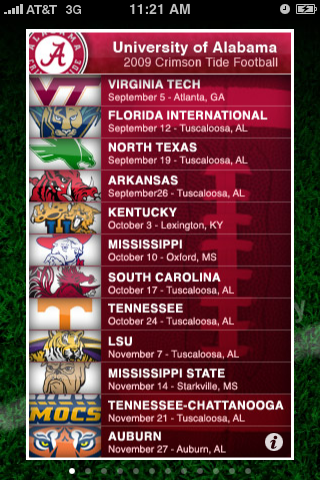 AT&T 3G 11:21 AM
ALABAMA
A
CRIMSON TIDE
University of Alabama
2009 Crimson Tide Football
VT
VIRGINIA TECH
September 5 - Atlanta, GA
FLORIDA INTERNATIONAL
September 12 - Tuscaloosa, AL
NORTH TEXAS
September 19 - Tuscaloosa, AL
ARKANSAS
September26 - Tuscaloosa, AL
KENTUCKY
October 3 - Lexington, KY
MISSISSIPPI
October 10 - Oxford, MS
SOUTH CAROLINA
October 17 - Tuscaloosa, AL
T
TENNESSEE
October 24 - Tuscaloosa, AL
LSU
November 7 - Tuscaloosa, AL
MISSISSIPPI STATE
November 14 - Starkville, MS
MOCS
TENNESSEE-CHATTANOOGA
November 21 - Tuscaloosa, AL
AUBURN
November 27 - Auburn, AL
i